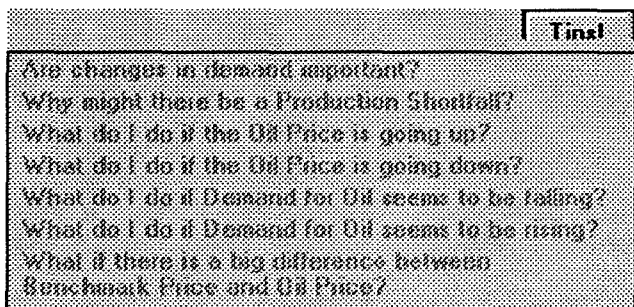 Tips!
Are changes in demand important?
Why might there be a Production Shortfall?
What do I do if the Oil Price is going up?
What do I do if the Oil Price is going down?
What do I do if Demand for Oil seems to be falling?
What do I do if Demand for Oil seems to be rising?
What if there is a big difference between
Benchmark Price and Oil Price?